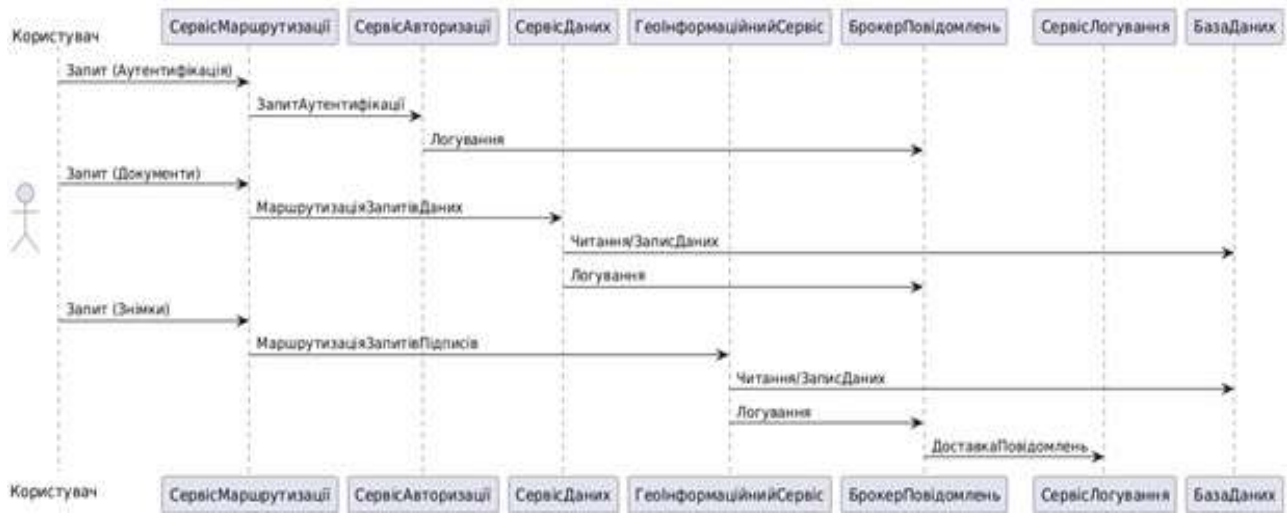 Користувач
СервісМаршрутизації
СервісАвторизації
СервісДаних
ГеоІнформаційнийСервіс
БрокерПовідомлень
СервісЛогування
БазаДаних
Запит (Аутентифікація)
ЗапитАутентифікації
Логування
Запит (Документи)
МаршрутизаціяЗапитівДаних
Читання/ЗаписДаних
Логування
Запит (Знімки)
МаршрутизаціяЗапитівПідписів
Читання/ЗаписДаних
Логування
ДоставкаПовідомлень
Користувач
СервісМаршрутизації
СервісАвторизації
СервісДаних
ГеоІнформаційнийСервіс
БрокерПовідомлень
СервісЛогування
БазаДаних